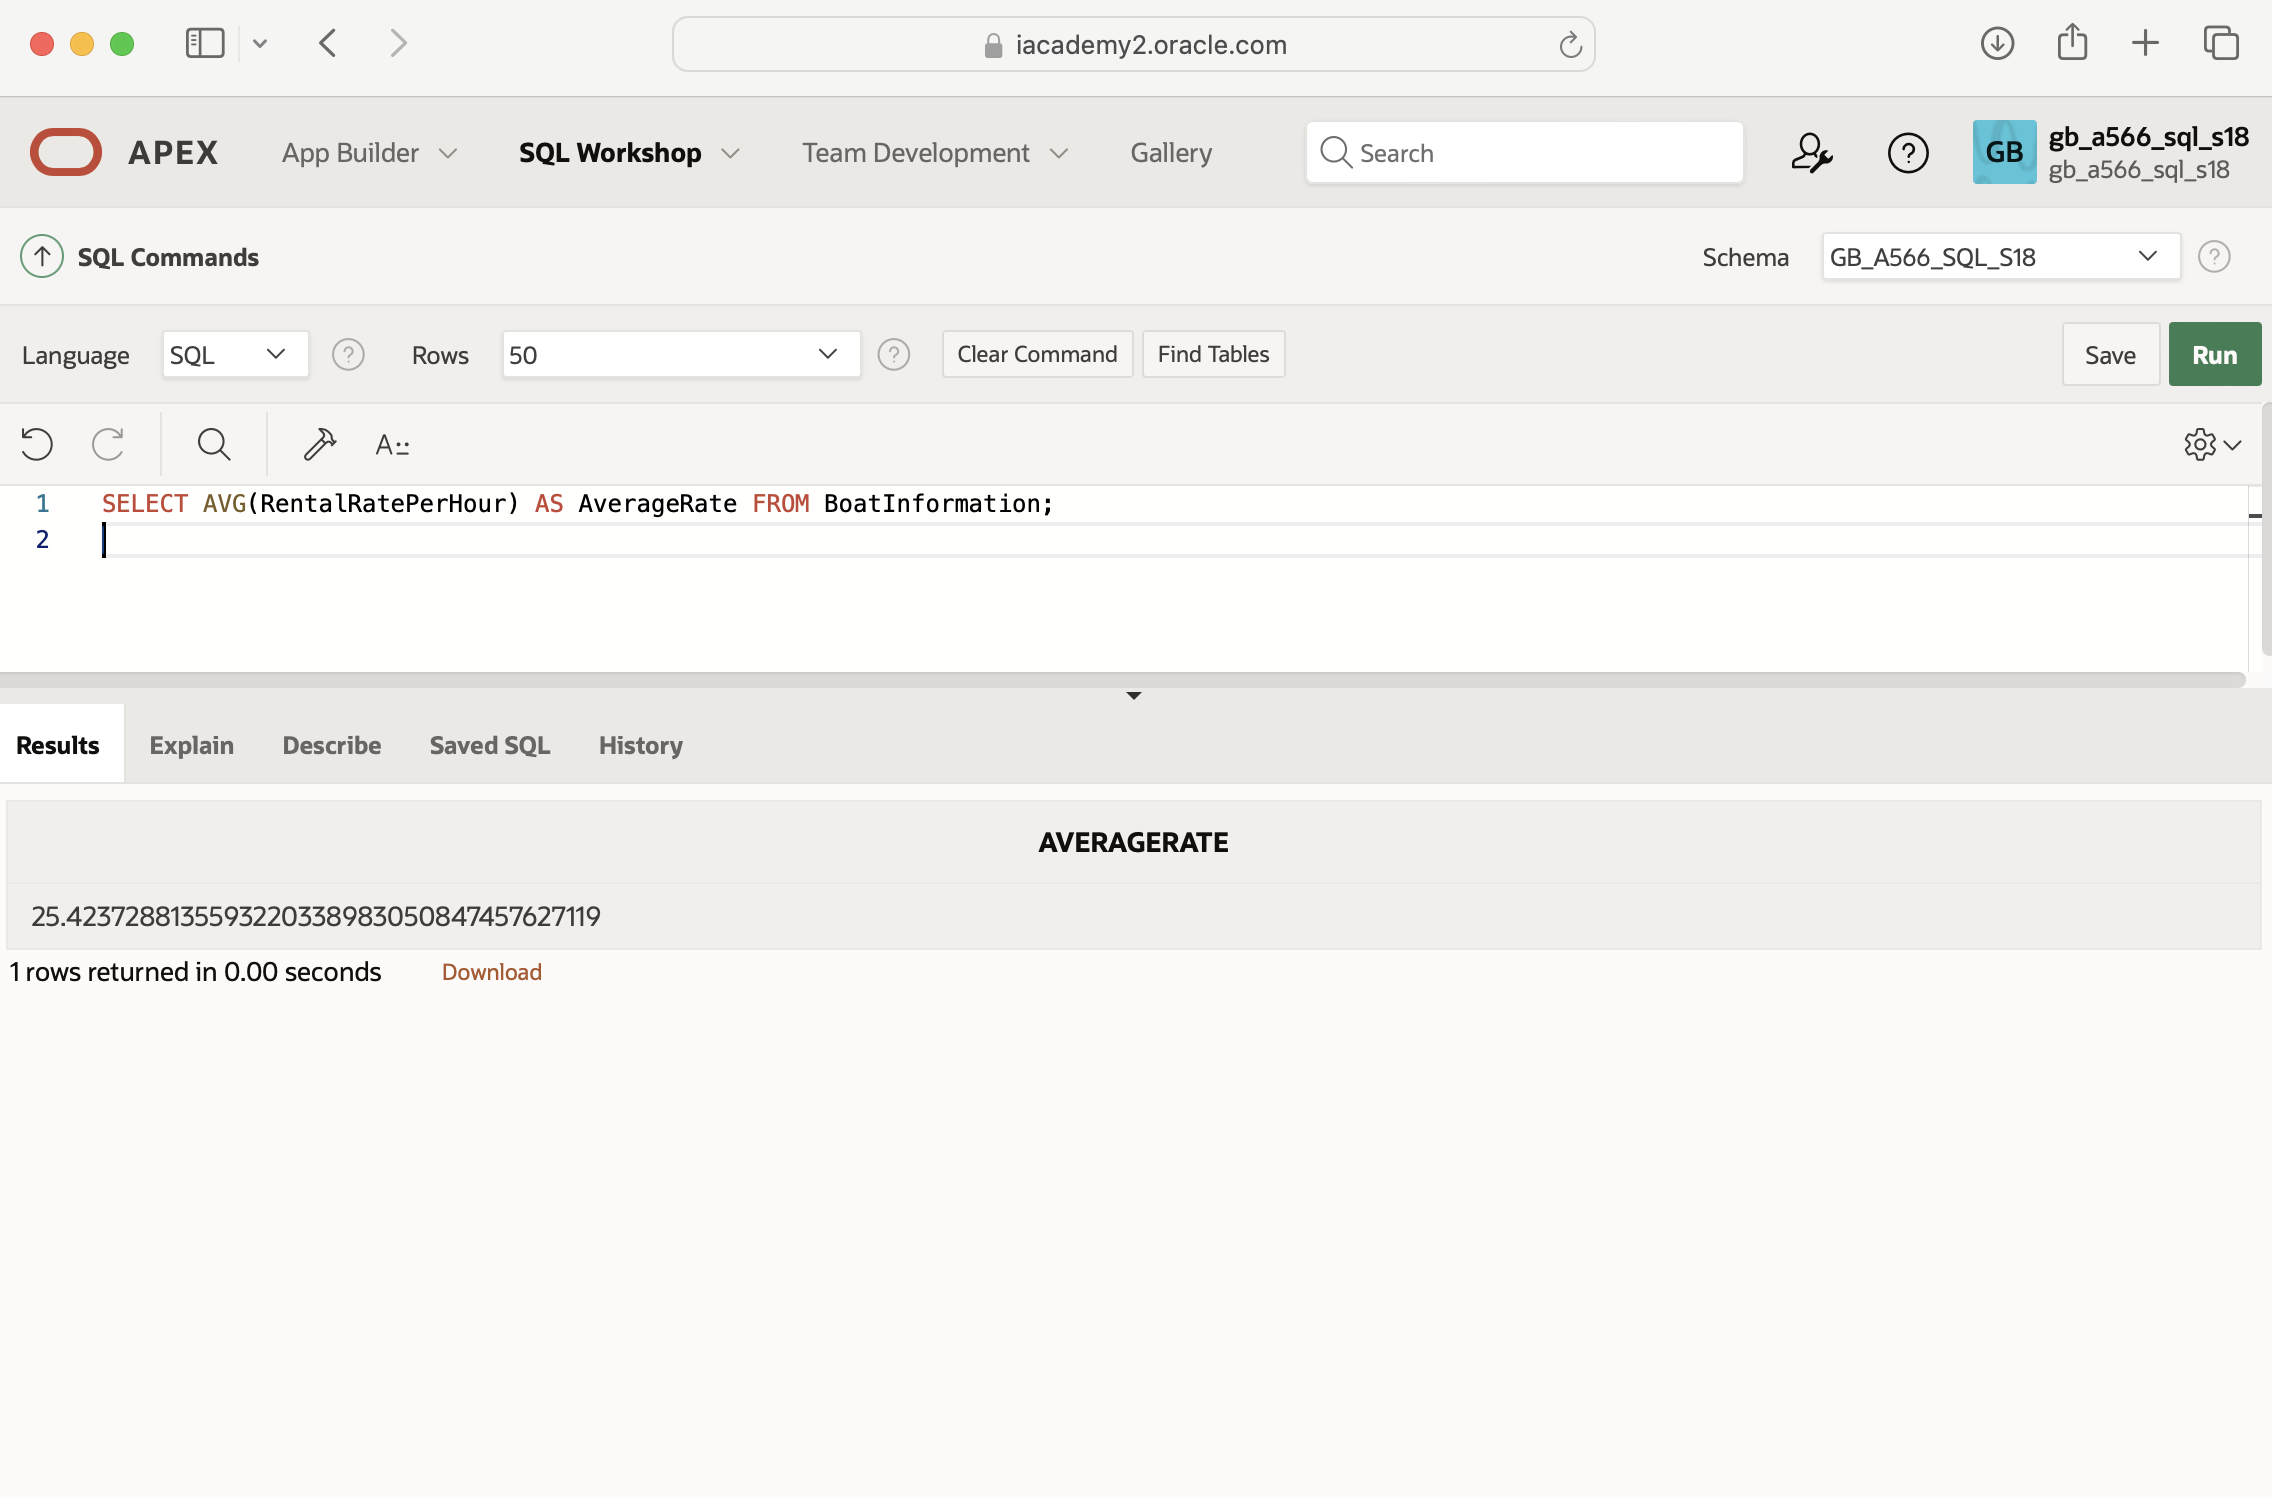 iacademy2.oracle.com
APEX App Builder SQL Workshop Team Development Gallery Search GB gb_a566_sql_s18
gb_a566_sql_s18
SQL Commands Schema GB_A566_SQL_S18 ?
Language SQL ? Rows 50 ? Clear Command Find Tables Save Run
A::
1 SELECT AVG(RentalRatePerHour) AS AverageRate FROM BoatInformation;
2
Results Explain Describe Saved SQL History
AVERAGERATE
25.4237288135593220338983050847457627119
1 rows returned in 0.00 seconds Download